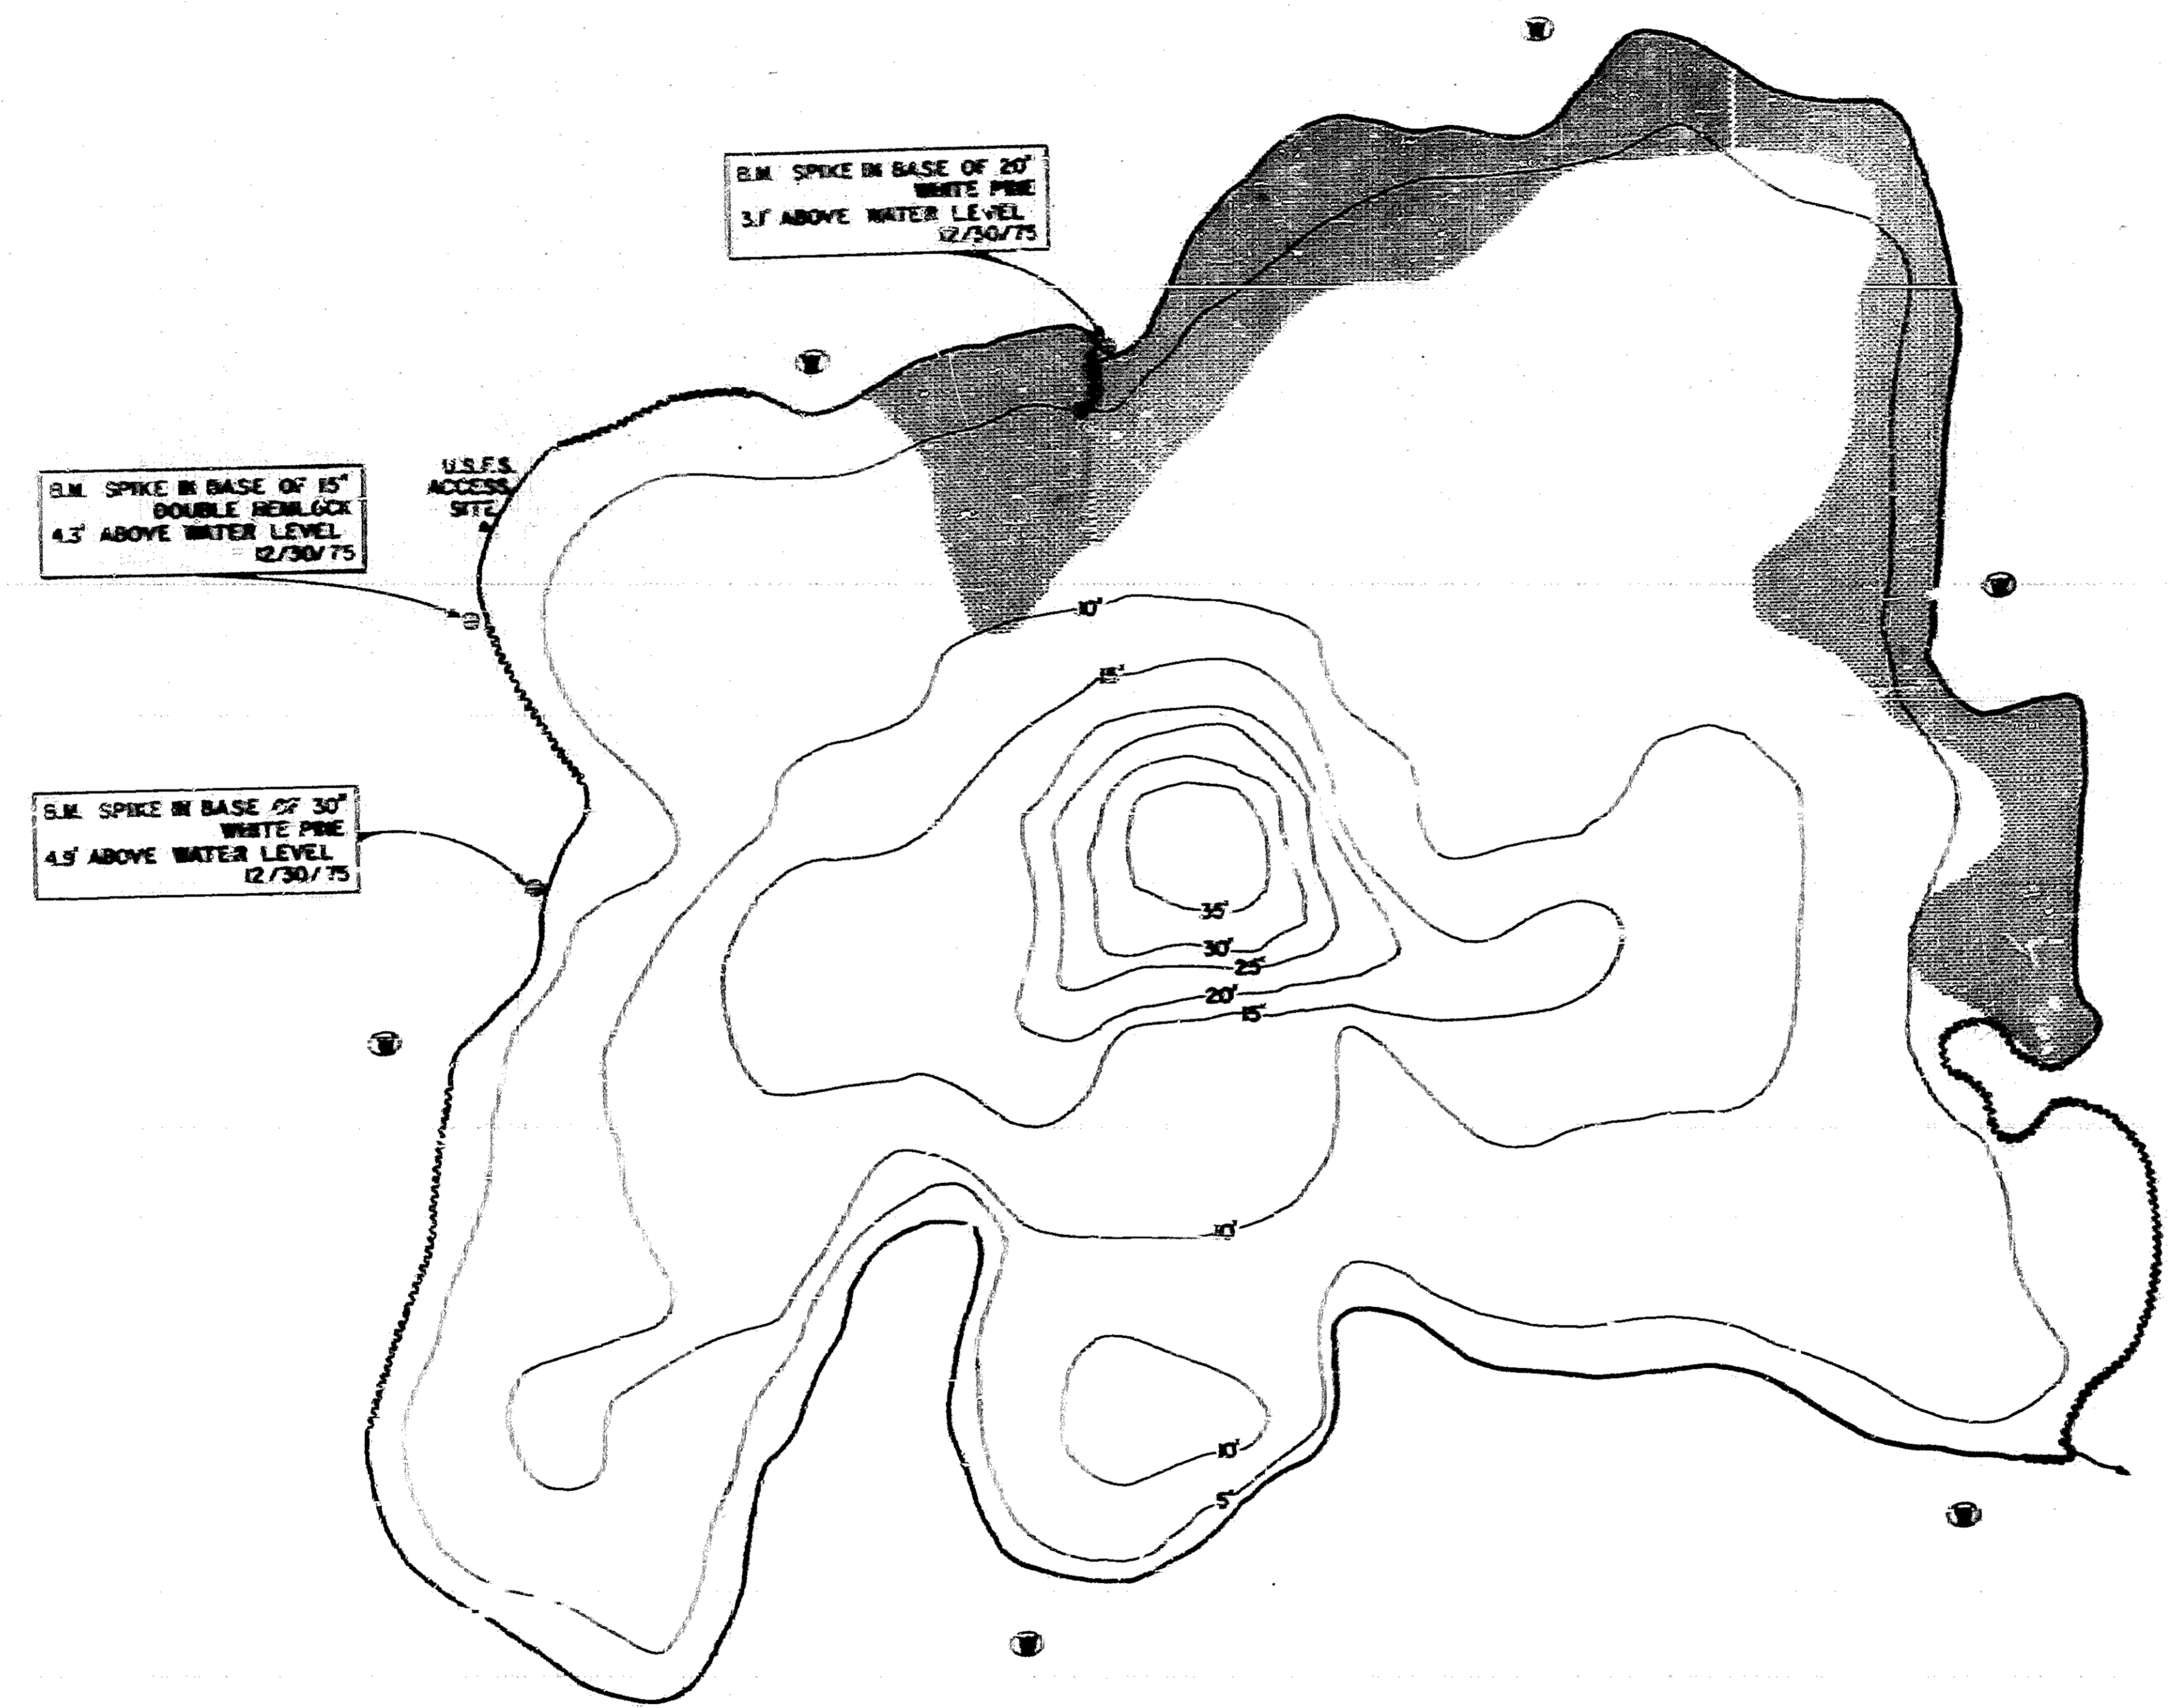 B.M. SPIKE IN BASE OF 20"
WHITE PINE
3.1' ABOVE WATER LEVEL
12/30/75
B.M. SPIKE IN BASE OF 15"
DOUBLE HEMLOCK
4.3' ABOVE WATER LEVEL
12/30/75
U.S.F.S.
ACCESS
SITE
B.M. SPIKE IN BASE OF 30"
WHITE PINE
4.9' ABOVE WATER LEVEL
12/30/75
10'
15'
35'
30'
25'
20'
15'
10'
10'
5'